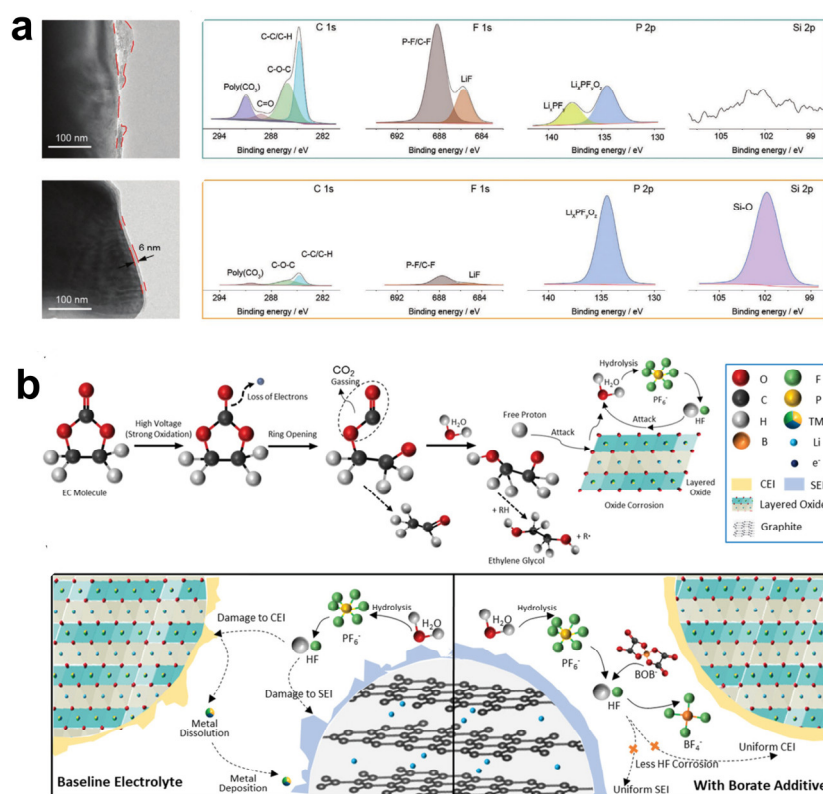 a
C 1s
F 1s
P 2p
Si 2p
C-C/C-H
C-O-C
Poly(CO3)
C=O
P-F/C-F
LiF
LixPFyOz
LixPFy
100 nm
294 288 282
692 688 684
140 135 130
105 102 99
Binding energy / eV
Binding energy / eV
Binding energy / eV
Binding energy / eV
C 1s
F 1s
P 2p
Si 2p
C-C/C-H
C-O-C
Poly(CO3)
P-F/C-F
LiF
LixPFyOz
Si-O
6 nm
100 nm
294 288 282
692 688 684
140 135 130
105 102 99
Binding energy / eV
Binding energy / eV
Binding energy / eV
Binding energy / eV
b
EC Molecule
High Voltage
(Strong Oxidation)
Loss of Electrons
Ring Opening
CO2
Gassing
H2O
+ RH
+ R•
Ethylene Glycol
Free Proton
Attack
Hydrolysis
H2O
PF6-
Attack
HF
Layered
Oxide
Oxide Corrosion
O F
C P
H TM
B Li
e-
CEI SEI
Layered Oxide
Graphite
Damage to CEI
Hydrolysis
H2O
PF6-
HF
Damage to SEI
Metal
Dissolution
Metal
Deposition
Baseline Electrolyte
Hydrolysis
H2O
PF6-
BOB-
HF
BF4-
Less HF Corrosion
Uniform CEI
Uniform SEI
With Borate Additive